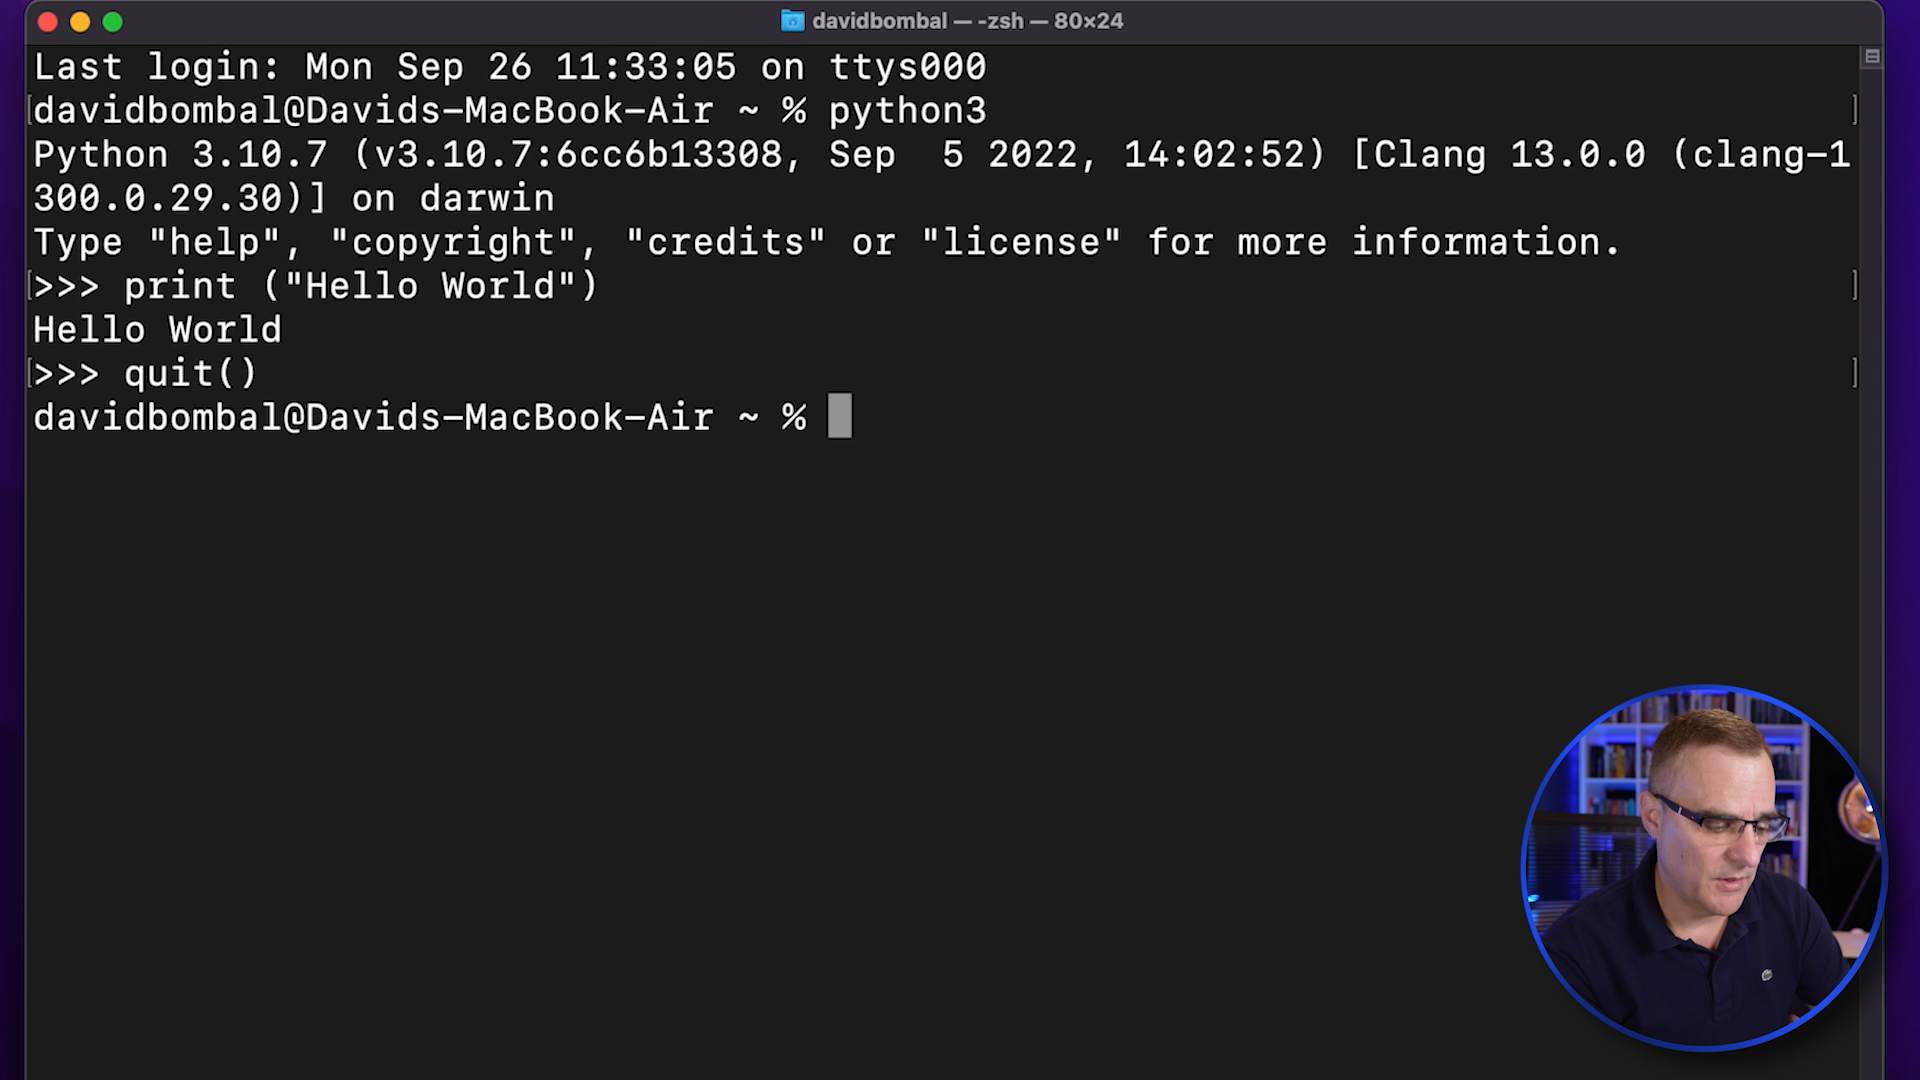 davidbombal — -zsh — 80×24
Last login: Mon Sep 26 11:33:05 on ttys000
davidbombal@Davids-MacBook-Air ~ % python3
Python 3.10.7 (v3.10.7:6cc6b13308, Sep  5 2022, 14:02:52) [Clang 13.0.0 (clang-1
300.0.29.30)] on darwin
Type "help", "copyright", "credits" or "license" for more information.
>>> print ("Hello World")
Hello World
>>> quit()
davidbombal@Davids-MacBook-Air ~ %